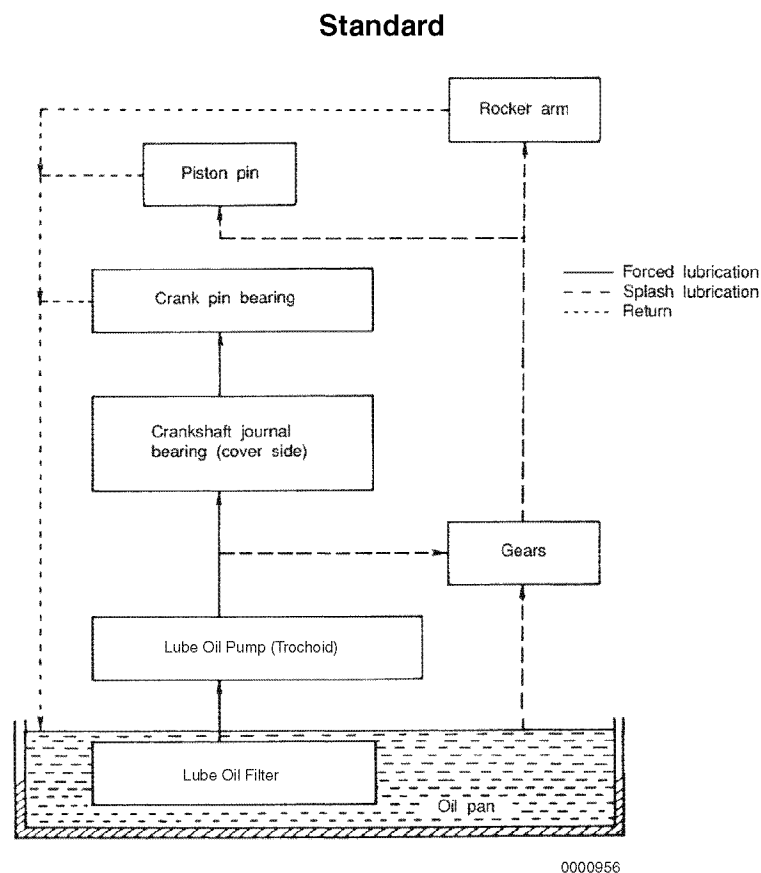 Standard
Rocker arm
Piston pin
Forced lubrication
Splash lubrication
Return
Crank pin bearing
Crankshaft journal
bearing (cover side)
Gears
Lube Oil Pump (Trochoid)
Lube Oil Filter
Oil pan
0000956